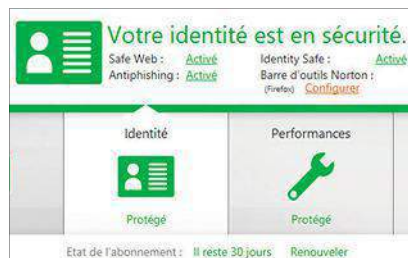 Votre identité est en sécurité.
Safe Web : Activé Identity Safe : Activé
Antiphishing : Activé Barre d'outils Norton :
(Firefox) Configurer
Identité Performances
Protégé Protégé
Etat de l'abonnement : Il reste 30 jours Renouveler